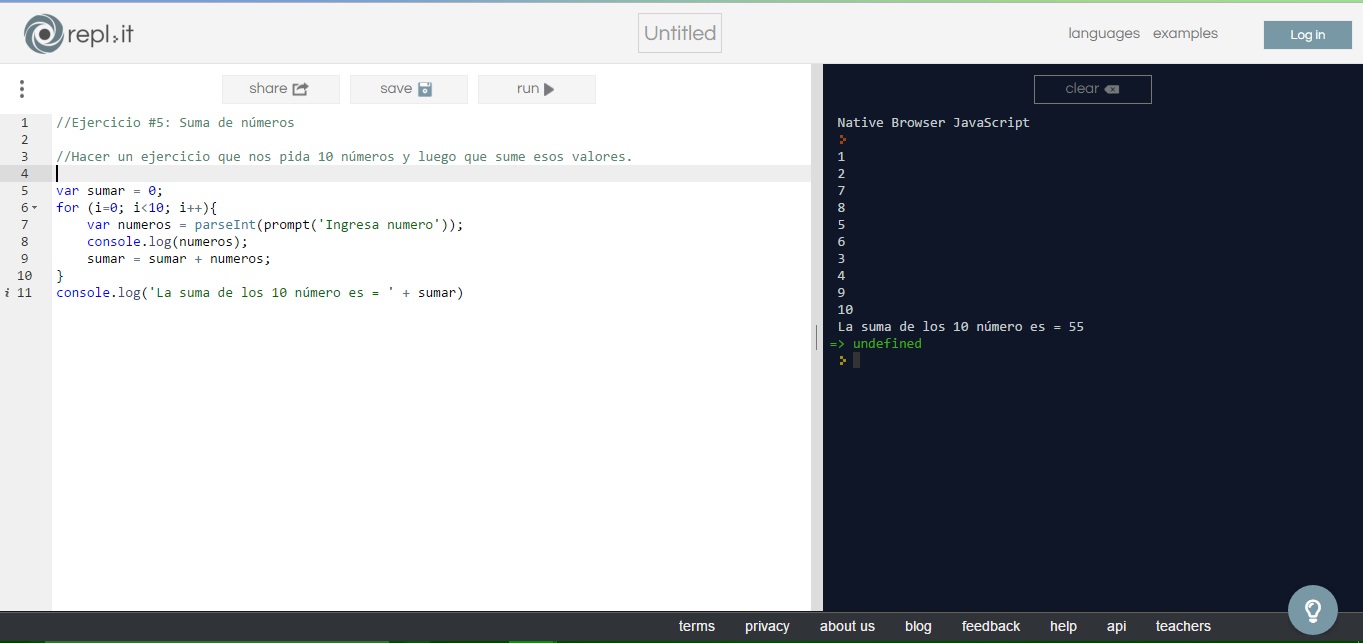 repl.it
Untitled
languages examples Log in
share save run
clear
1 //Ejercicio #5: Suma de números
2
3 //Hacer un ejercicio que nos pida 10 números y luego que sume esos valores.
4
5 var sumar = 0;
6 for (i=0; i<10; i++){
7 var numeros = parseInt(prompt('Ingresa numero'));
8 console.log(numeros);
9 sumar = sumar + numeros;
10 }
i 11 console.log('La suma de los 10 número es = ' + sumar)
Native Browser JavaScript
1
2
7
8
5
6
3
4
9
10
La suma de los 10 número es = 55
=> undefined
terms privacy about us blog feedback help api teachers